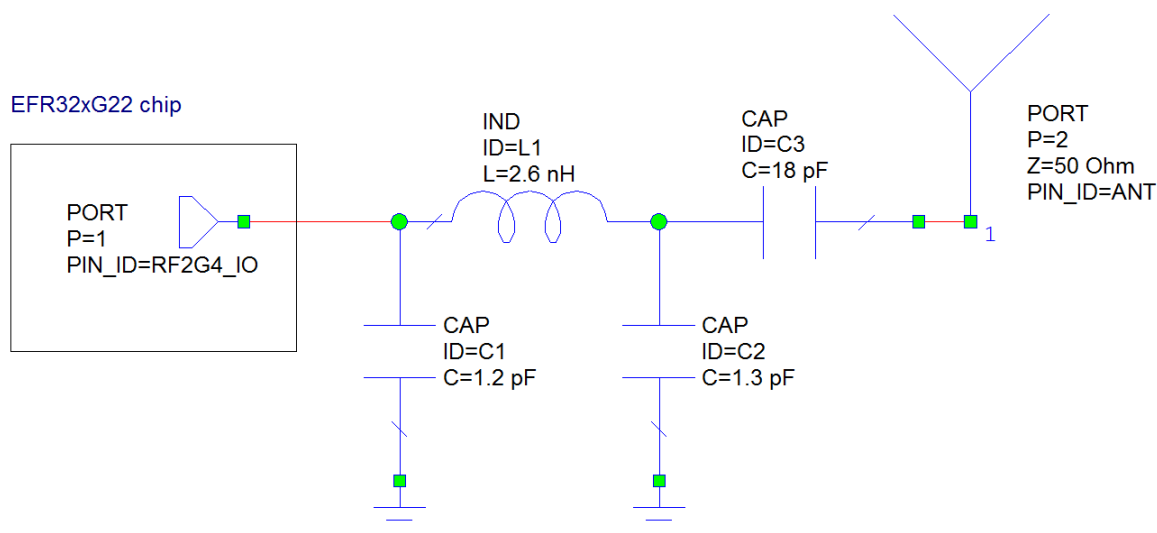 EFR32xG22 chip
PORT
P=1
PIN_ID=RF2G4_IO
IND
ID=L1
L=2.6 nH
CAP
ID=C3
C=18 pF
PORT
P=2
Z=50 Ohm
PIN_ID=ANT
1
CAP
ID=C1
C=1.2 pF
CAP
ID=C2
C=1.3 pF